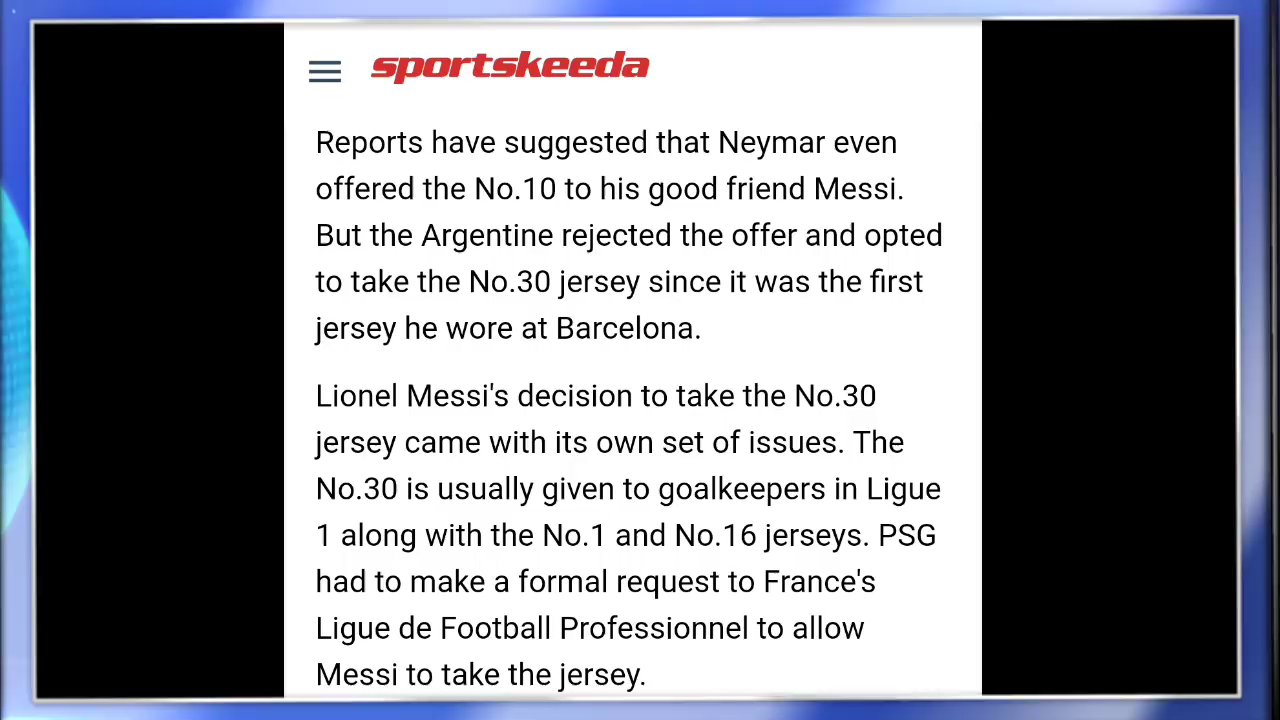 sportskeeda
Reports have suggested that Neymar even
offered the No.10 to his good friend Messi.
But the Argentine rejected the offer and opted
to take the No.30 jersey since it was the first
jersey he wore at Barcelona.
Lionel Messi's decision to take the No.30
jersey came with its own set of issues. The
No.30 is usually given to goalkeepers in Ligue
1 along with the No.1 and No.16 jerseys. PSG
had to make a formal request to France's
Ligue de Football Professionnel to allow
Messi to take the jersey.